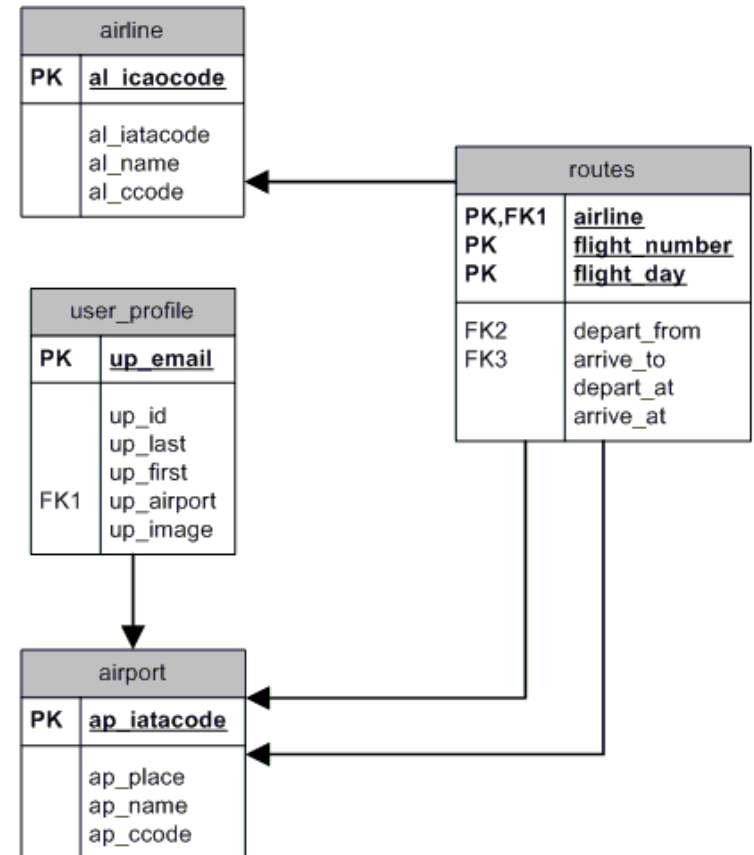 airline
PK al_icaocode
al_iatacode
al_name
al_ccode
routes
PK,FK1 airline
PK flight_number
PK flight_day
FK2 depart_from
FK3 arrive_to
depart_at
arrive_at
user_profile
PK up_email
up_id
up_last
up_first
FK1 up_airport
up_image
airport
PK ap_iatacode
ap_place
ap_name
ap_ccode